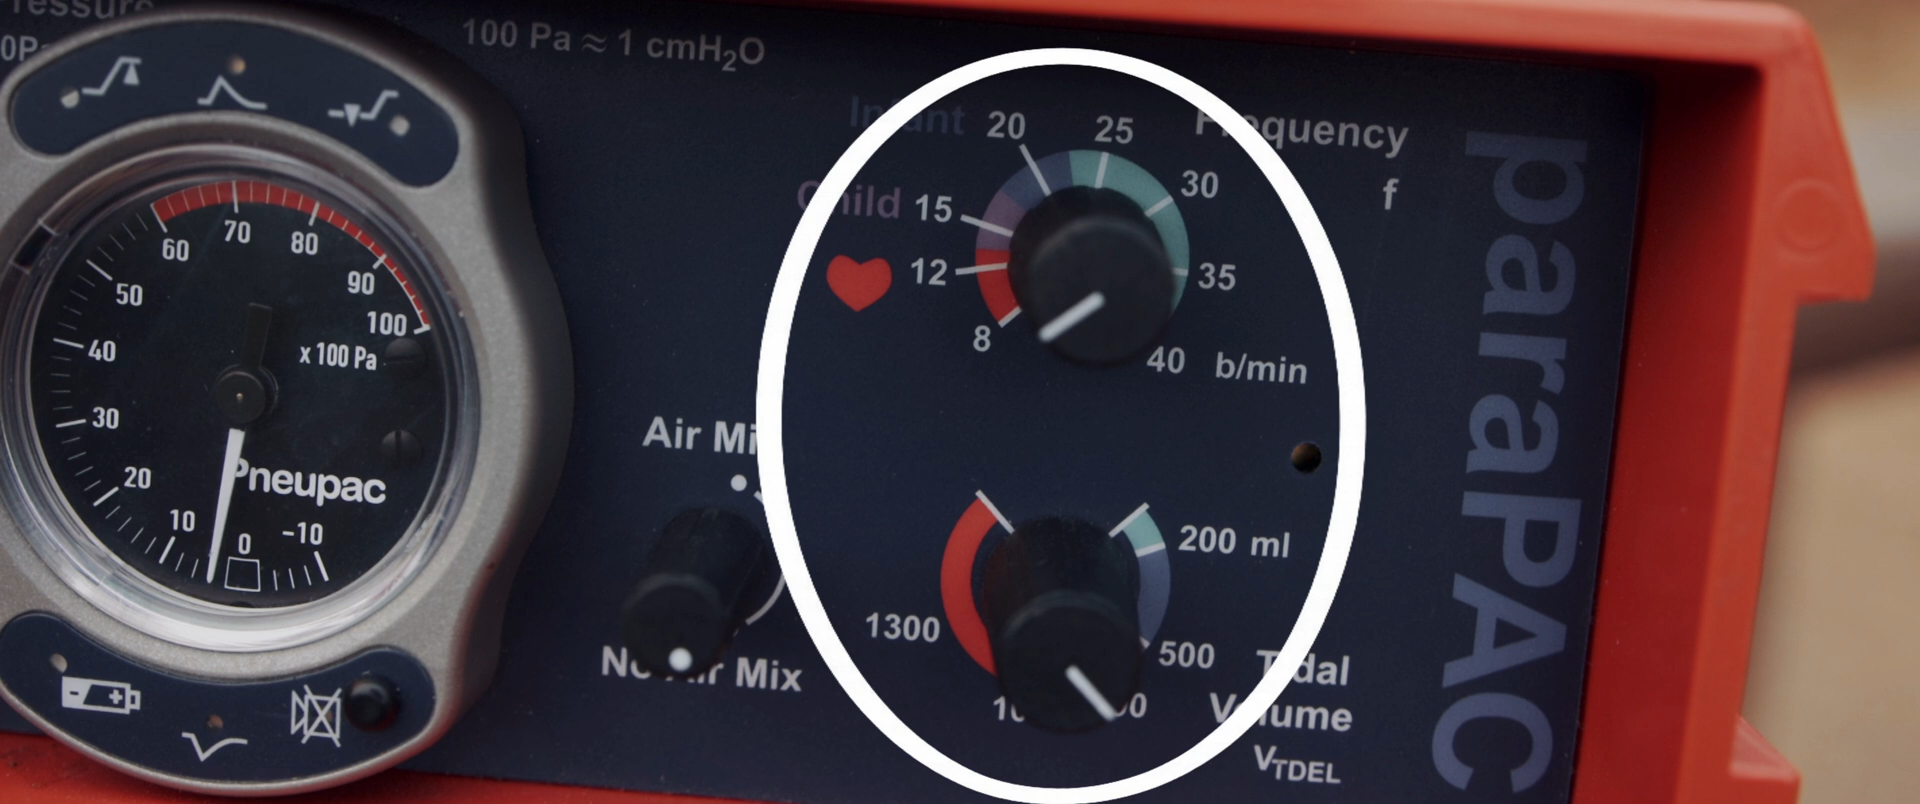 100 Pa ≈ 1 cmH₂O
60 70 80 90 100
50 40 30 20 10 0 -10
x 100 Pa
Pneupac
Air
No Air Mix
Infant
Child
8 12 15 20 25 30 35 40 b/min
Frequency
f
200 ml
500
1300
Tidal
Volume
VTDEL
paraPAC